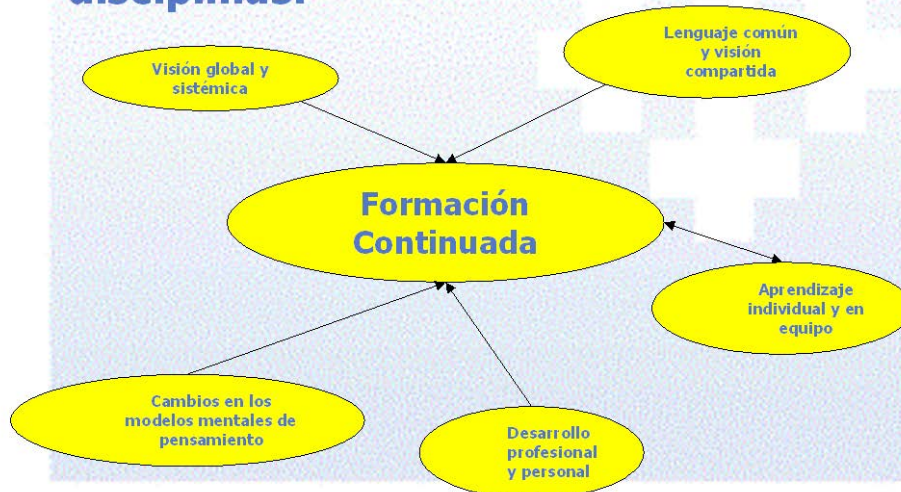 disciplinas:
Visión global y
sistémica
Lenguaje común
y visión
compartida
Formación
Continuada
Aprendizaje
individual y en
equipo
Cambios en los
modelos mentales de
pensamiento
Desarrollo
profesional
y personal